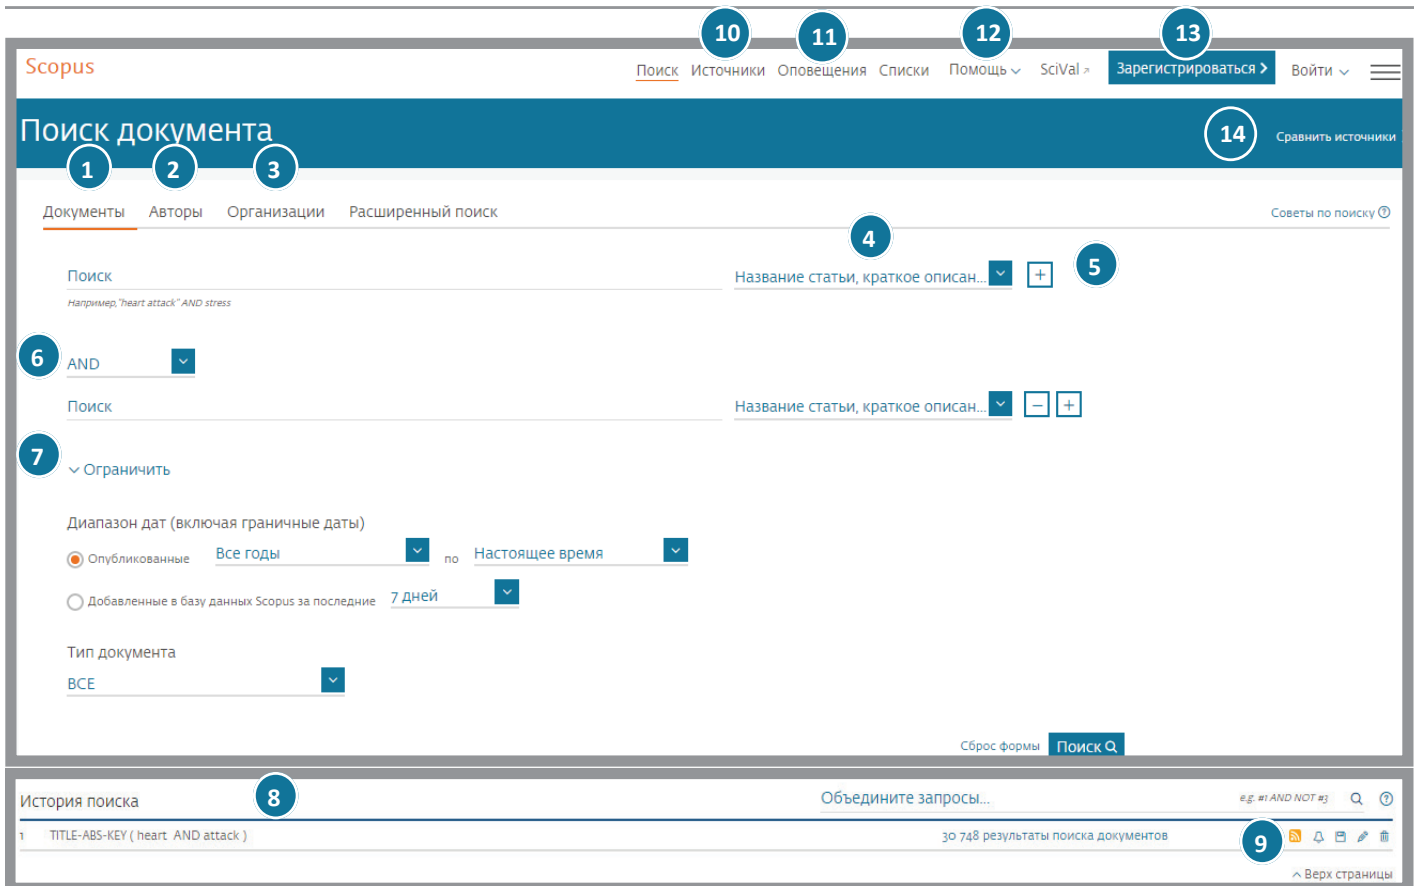 10 11 12 13
Scopus
Поиск Источники Оповещения Списки Помощь SciVal Зарегистрироваться Войти
Поиск документа
14 Сравнить источники
1 2 3
Документы Авторы Организации Расширенный поиск
Советы по поиску
4
5
Поиск
Название статьи, краткое описан...
+
Например,"heart attack" AND stress
6
AND
Поиск
Название статьи, краткое описан...
− +
7
Ограничить
Диапазон дат (включая граничные даты)
Опубликованные Все годы по Настоящее время
Добавленные в базу данных Scopus за последние 7 дней
Тип документа
ВСЕ
Сброс формы Поиск
8
История поиска
Объедините запросы...
e.g. #1 AND NOT #3
1 TITLE-ABS-KEY ( heart AND attack )
30 748 результаты поиска документов
9
Верх страницы